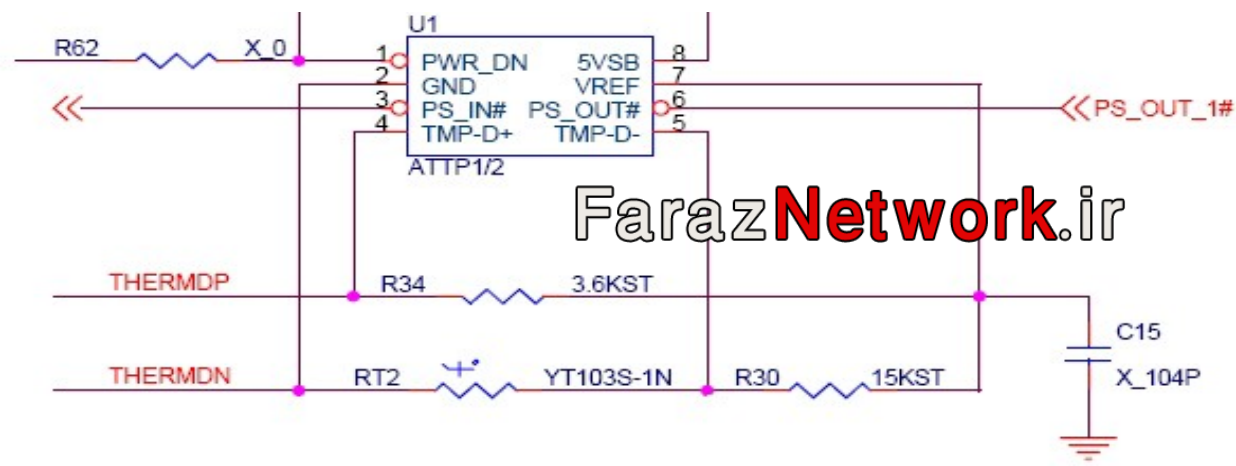 U1
R62 X_0 1 PWR_DN 5VSB 8
2 GND VREF 7
3 PS_IN# PS_OUT# 6 PS_OUT_1#
4 TMP-D+ TMP-D- 5
ATTP1/2
FarazNetwork.ir
THERMDP R34 3.6KST
C15
THERMDN RT2 YT103S-1N R30 15KST X_104P